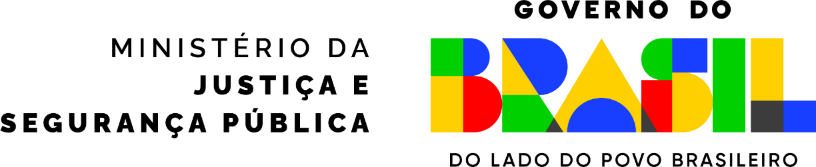 MINISTÉRIO DA
JUSTIÇA E
SEGURANÇA PÚBLICA
GOVERNO DO
BRASIL
DO LADO DO POVO BRASILEIRO